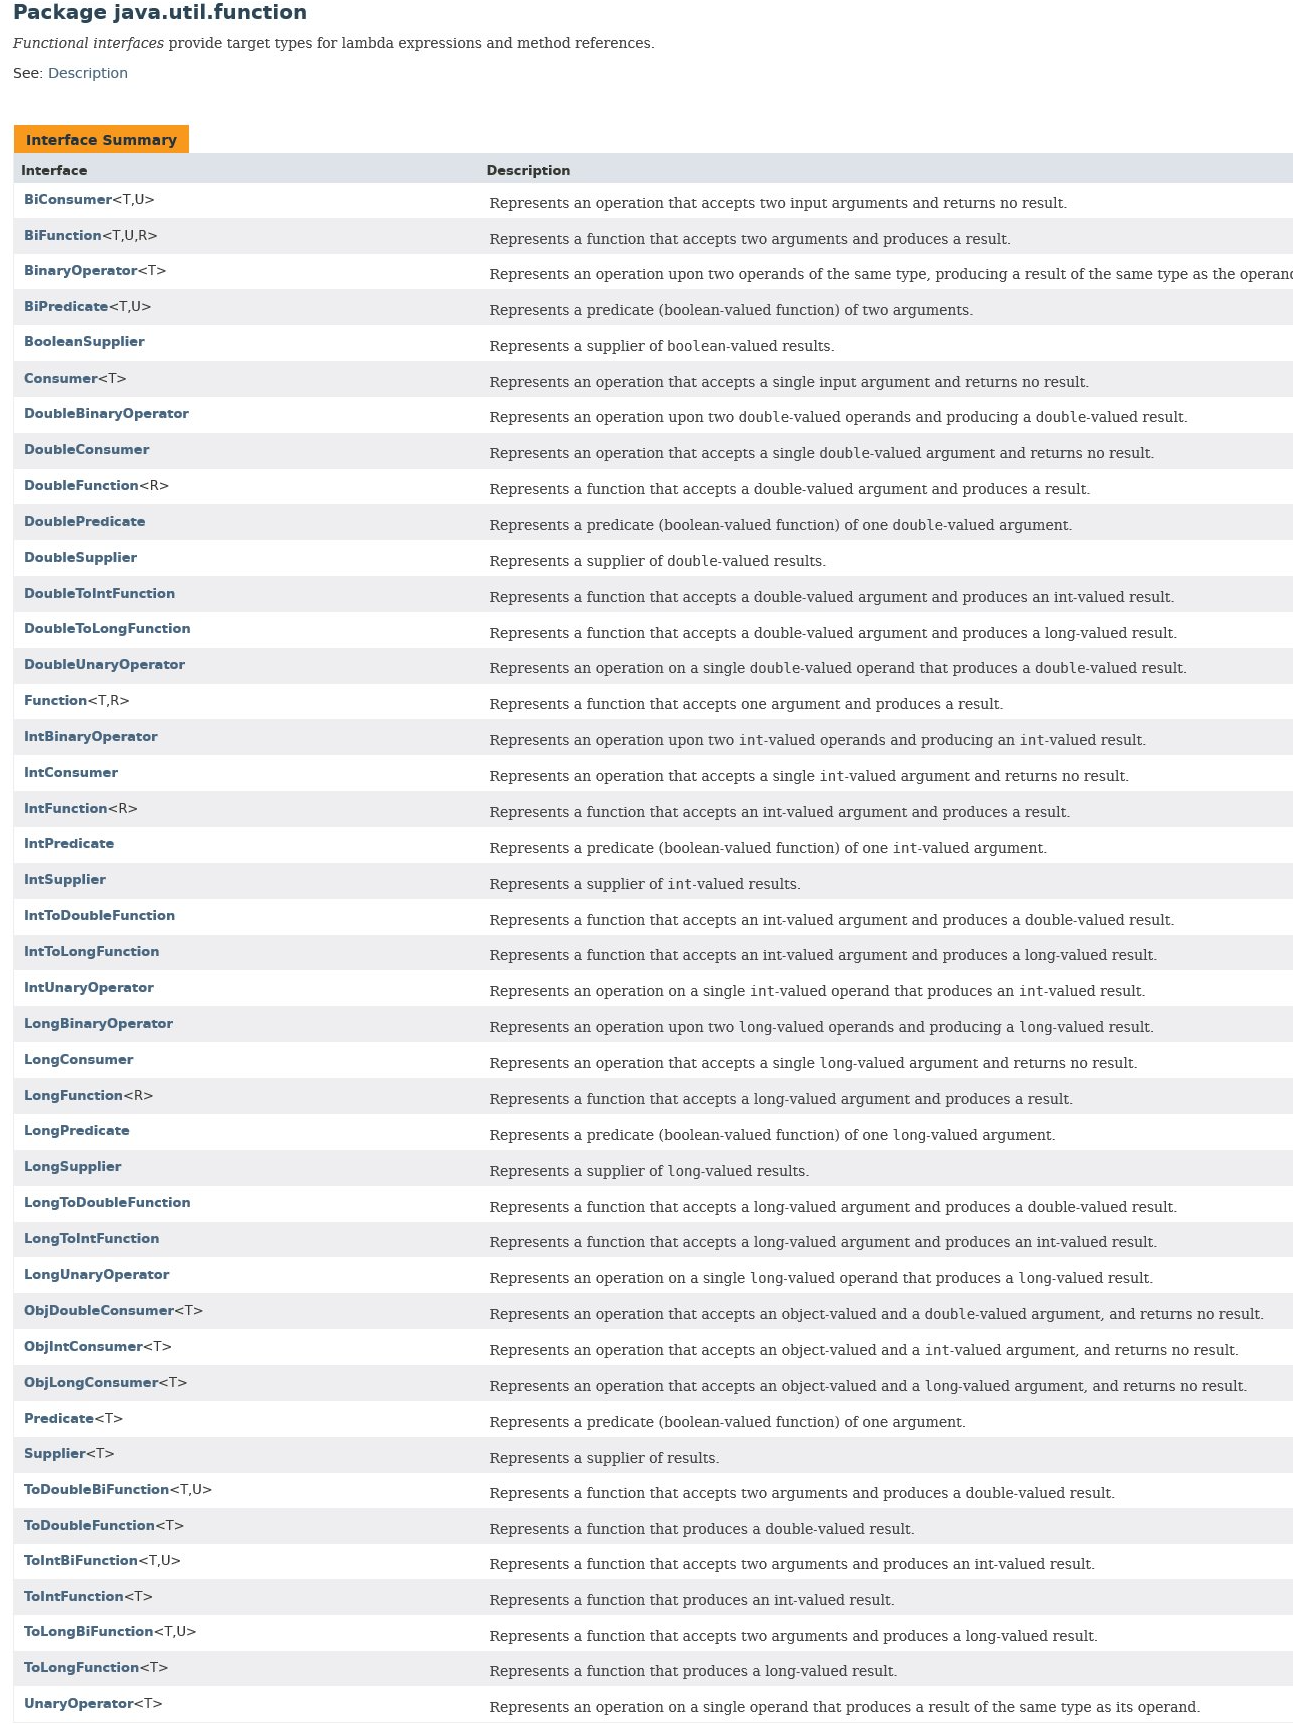 Package java.util.function
Functional interfaces provide target types for lambda expressions and method references.
See: Description
Interface Summary
Interface Description
BiConsumer<T,U> Represents an operation that accepts two input arguments and returns no result.
BiFunction<T,U,R> Represents a function that accepts two arguments and produces a result.
BinaryOperator<T> Represents an operation upon two operands of the same type, producing a result of the same type as the
BiPredicate<T,U> Represents a predicate (boolean-valued function) of two arguments.
BooleanSupplier Represents a supplier of boolean-valued results.
Consumer<T> Represents an operation that accepts a single input argument and returns no result.
DoubleBinaryOperator Represents an operation upon two double-valued operands and producing a double-valued result.
DoubleConsumer Represents an operation that accepts a single double-valued argument and returns no result.
DoubleFunction<R> Represents a function that accepts a double-valued argument and produces a result.
DoublePredicate Represents a predicate (boolean-valued function) of one double-valued argument.
DoubleSupplier Represents a supplier of double-valued results.
DoubleToIntFunction Represents a function that accepts a double-valued argument and produces an int-valued result.
DoubleToLongFunction Represents a function that accepts a double-valued argument and produces a long-valued result.
DoubleUnaryOperator Represents an operation on a single double-valued operand that produces a double-valued result.
Function<T,R> Represents a function that accepts one argument and produces a result.
IntBinaryOperator Represents an operation upon two int-valued operands and producing an int-valued result.
IntConsumer Represents an operation that accepts a single int-valued argument and returns no result.
IntFunction<R> Represents a function that accepts an int-valued argument and produces a result.
IntPredicate Represents a predicate (boolean-valued function) of one int-valued argument.
IntSupplier Represents a supplier of int-valued results.
IntToDoubleFunction Represents a function that accepts an int-valued argument and produces a double-valued result.
IntToLongFunction Represents a function that accepts an int-valued argument and produces a long-valued result.
IntUnaryOperator Represents an operation on a single int-valued operand that produces an int-valued result.
LongBinaryOperator Represents an operation upon two long-valued operands and producing a long-valued result.
LongConsumer Represents an operation that accepts a single long-valued argument and returns no result.
LongFunction<R> Represents a function that accepts a long-valued argument and produces a result.
LongPredicate Represents a predicate (boolean-valued function) of one long-valued argument.
LongSupplier Represents a supplier of long-valued results.
LongToDoubleFunction Represents a function that accepts a long-valued argument and produces a double-valued result.
LongToIntFunction Represents a function that accepts a long-valued argument and produces an int-valued result.
LongUnaryOperator Represents an operation on a single long-valued operand that produces a long-valued result.
ObjDoubleConsumer<T> Represents an operation that accepts an object-valued and a double-valued argument, and returns no result.
ObjIntConsumer<T> Represents an operation that accepts an object-valued and a int-valued argument, and returns no result.
ObjLongConsumer<T> Represents an operation that accepts an object-valued and a long-valued argument, and returns no result.
Predicate<T> Represents a predicate (boolean-valued function) of one argument.
Supplier<T> Represents a supplier of results.
ToDoubleBiFunction<T,U> Represents a function that accepts two arguments and produces a double-valued result.
ToDoubleFunction<T> Represents a function that produces a double-valued result.
ToIntBiFunction<T,U> Represents a function that accepts two arguments and produces an int-valued result.
ToIntFunction<T> Represents a function that produces an int-valued result.
ToLongBiFunction<T,U> Represents a function that accepts two arguments and produces a long-valued result.
ToLongFunction<T> Represents a function that produces a long-valued result.
UnaryOperator<T> Represents an operation on a single operand that produces a result of the same type as its operand.